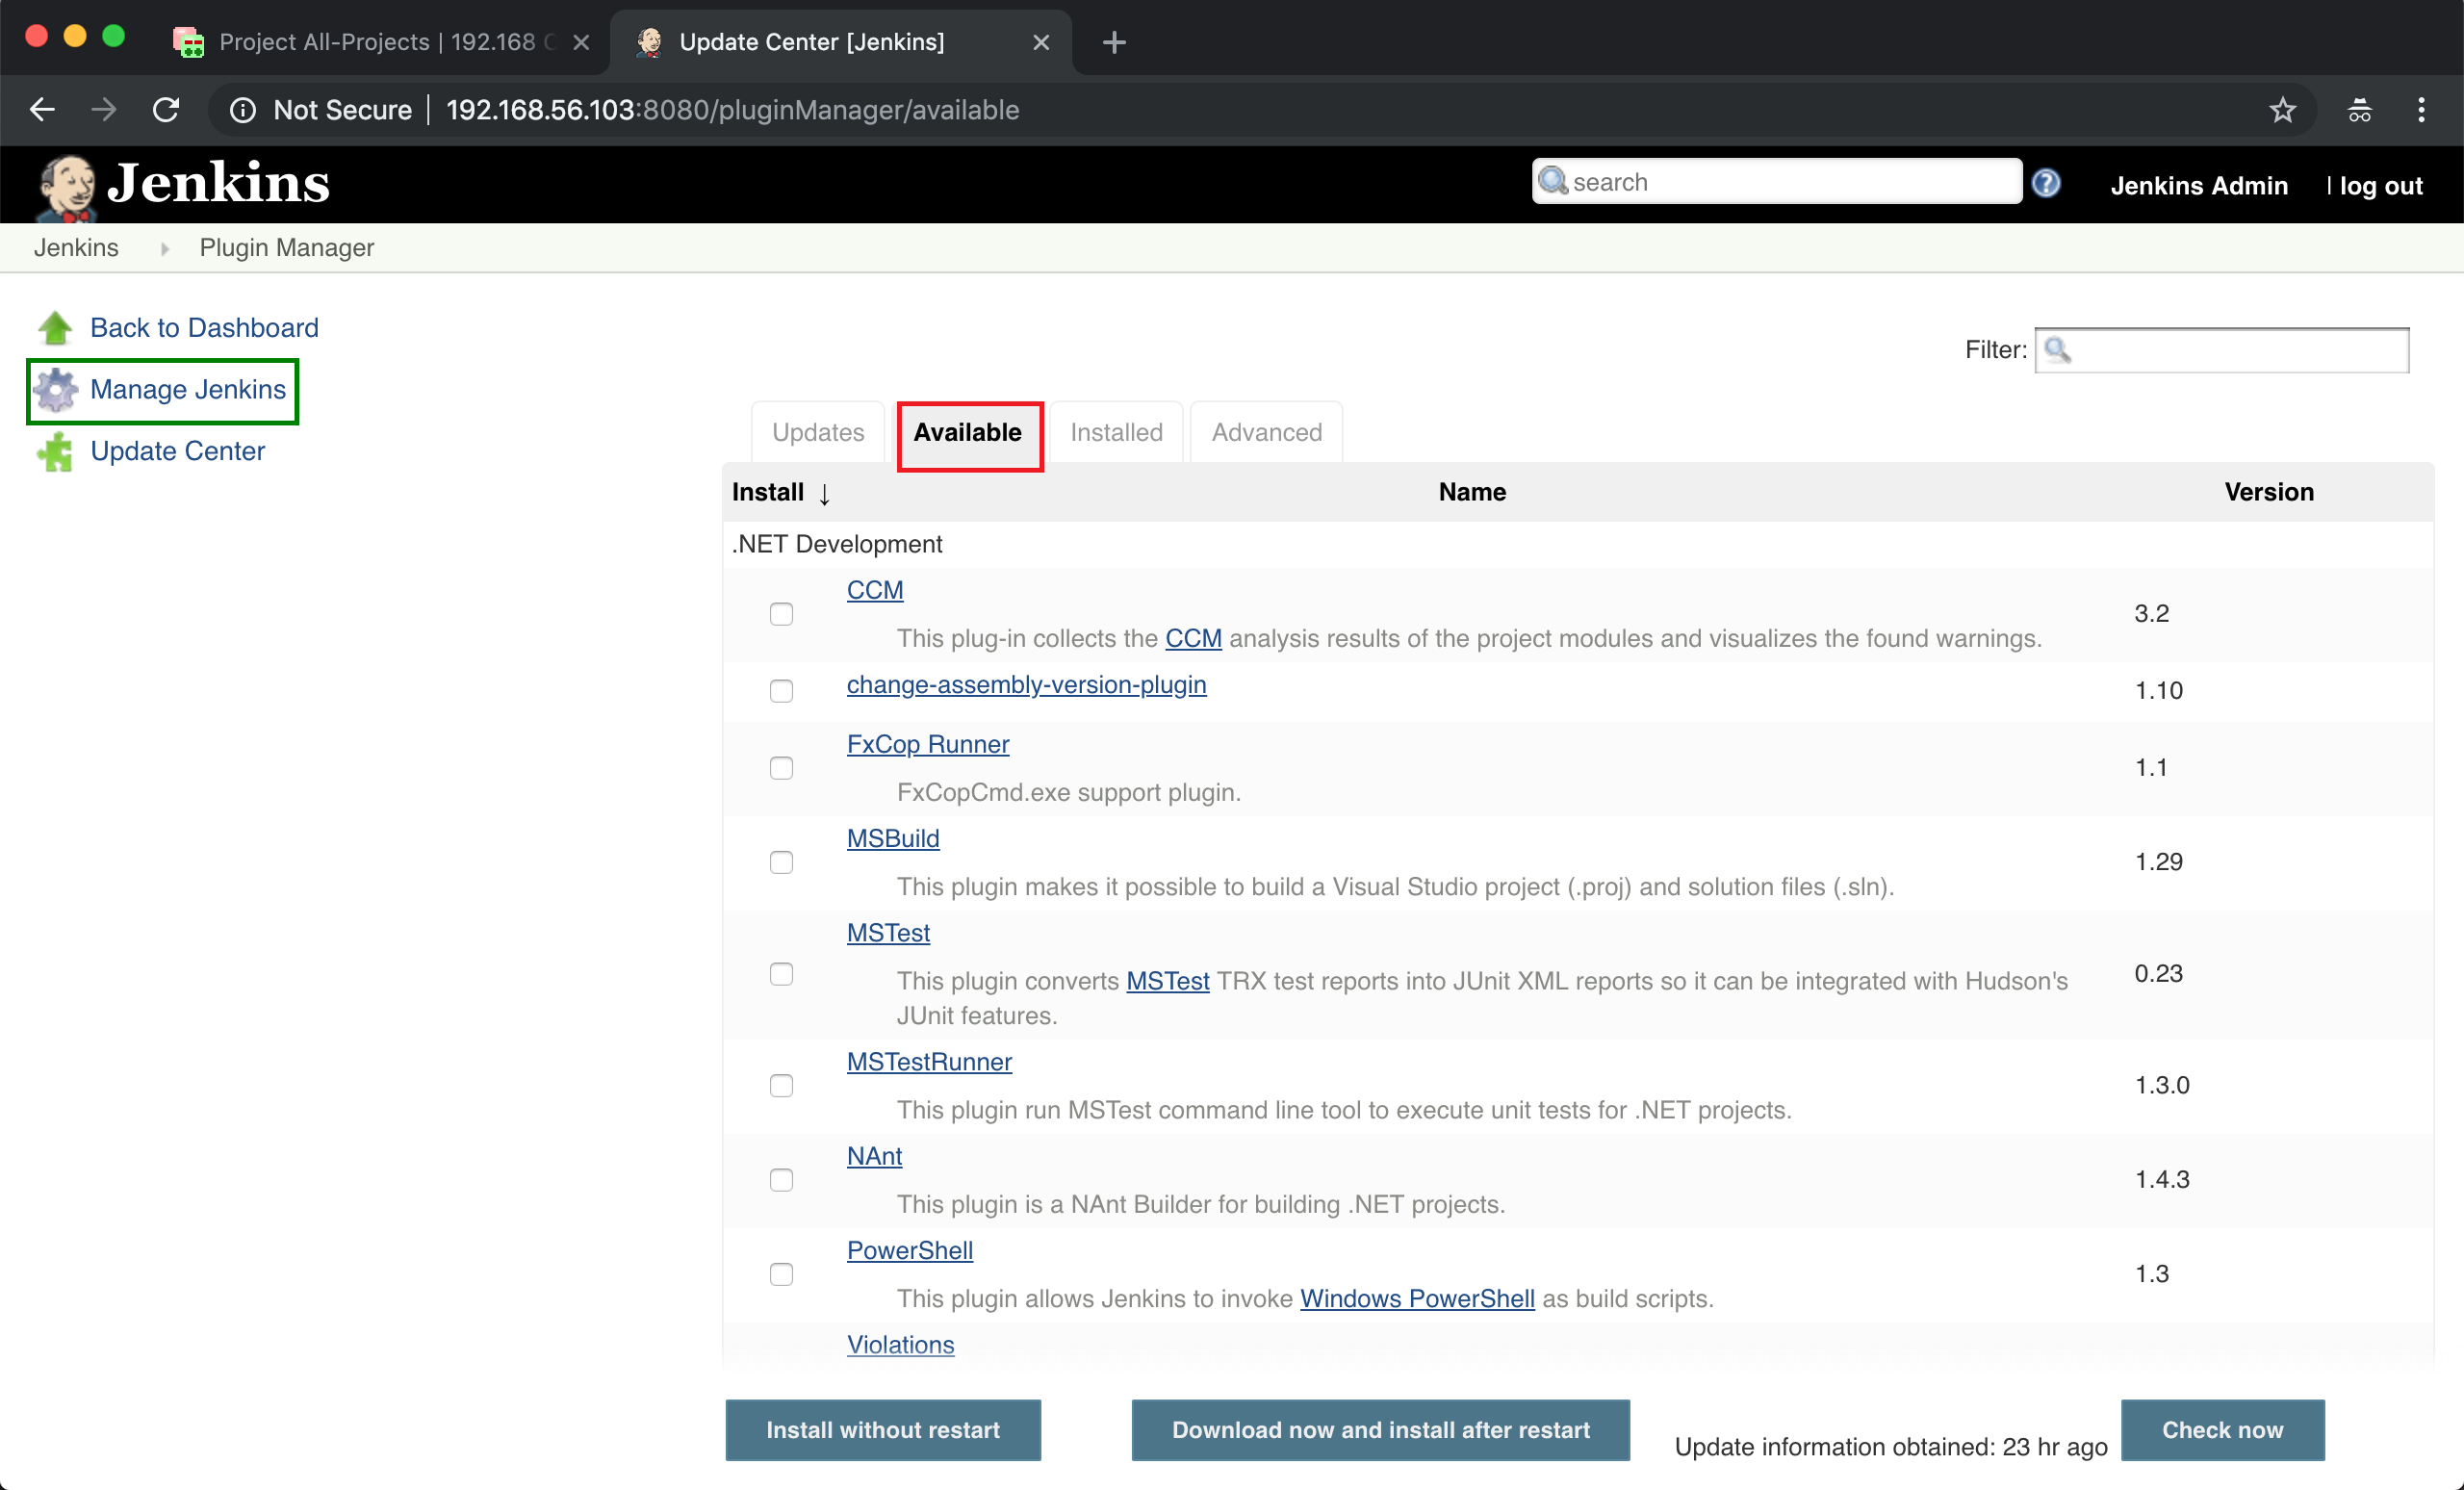 Project All-Projects | 192.168
Update Center [Jenkins]
Not Secure | 192.168.56.103:8080/pluginManager/available
Jenkins
search
Jenkins Admin
| log out
Jenkins
Plugin Manager
Back to Dashboard
Manage Jenkins
Update Center
Filter:
Updates
Available
Installed
Advanced
Install ↓
Name
Version
.NET Development
CCM
This plug-in collects the CCM analysis results of the project modules and visualizes the found warnings.
3.2
change-assembly-version-plugin
1.10
FxCop Runner
FxCopCmd.exe support plugin.
1.1
MSBuild
This plugin makes it possible to build a Visual Studio project (.proj) and solution files (.sln).
1.29
MSTest
This plugin converts MSTest TRX test reports into JUnit XML reports so it can be integrated with Hudson's
JUnit features.
0.23
MSTestRunner
This plugin run MSTest command line tool to execute unit tests for .NET projects.
1.3.0
NAnt
This plugin is a NAnt Builder for building .NET projects.
1.4.3
PowerShell
This plugin allows Jenkins to invoke Windows PowerShell as build scripts.
1.3
Violations
Install without restart
Download now and install after restart
Update information obtained: 23 hr ago
Check now